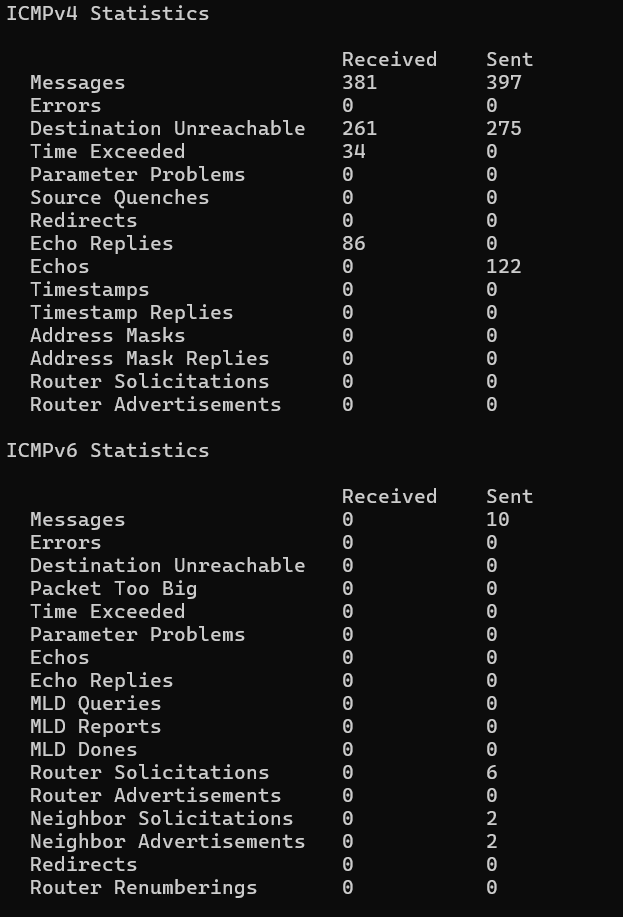 ICMPv4 Statistics
Received Sent
Messages 381 397
Errors 0 0
Destination Unreachable 261 275
Time Exceeded 34 0
Parameter Problems 0 0
Source Quenches 0 0
Redirects 0 0
Echo Replies 86 0
Echos 0 122
Timestamps 0 0
Timestamp Replies 0 0
Address Masks 0 0
Address Mask Replies 0 0
Router Solicitations 0 0
Router Advertisements 0 0
ICMPv6 Statistics
Received Sent
Messages 0 10
Errors 0 0
Destination Unreachable 0 0
Packet Too Big 0 0
Time Exceeded 0 0
Parameter Problems 0 0
Echos 0 0
Echo Replies 0 0
MLD Queries 0 0
MLD Reports 0 0
MLD Dones 0 0
Router Solicitations 0 6
Router Advertisements 0 0
Neighbor Solicitations 0 2
Neighbor Advertisements 0 2
Redirects 0 0
Router Renumberings 0 0